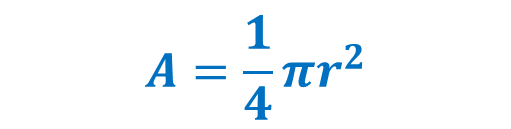 A = 1/4 πr²